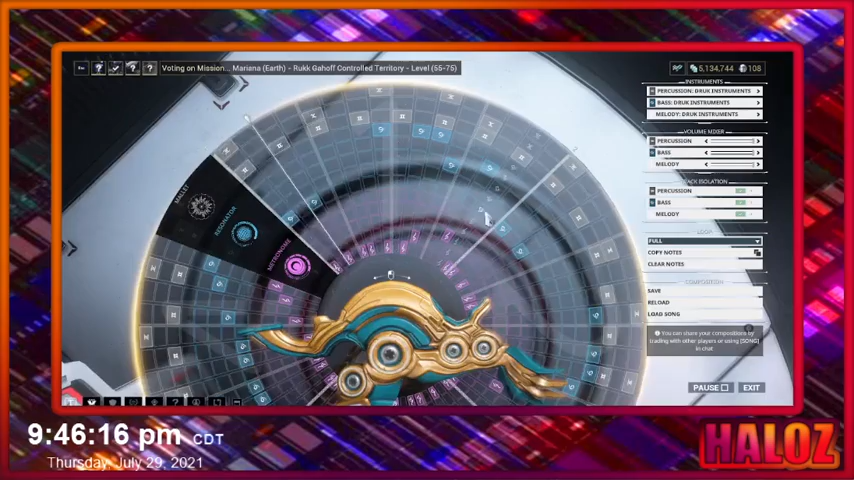 Voting on Mission... Mariana (Earth) - Rukk Gahoff Controlled Territory - Level (55-75)
5,134,744 108
INSTRUMENTS
PERCUSSION: DRUK INSTRUMENTS
BASS: DRUK INSTRUMENTS
MELODY: DRUK INSTRUMENTS
VOLUME MIXER
PERCUSSION
BASS
MELODY
PERCUSSION
BASS
MELODY
LOOP
FULL
COPY NOTES
CLEAR NOTES
COMPOSITION
SAVE
RELOAD
LOAD SONG
You can share your compositions by
trading with other players or using [SONG]
in chat
PAUSE EXIT
MALLET
RESONATOR
METRONOME
9:46:16 pm CDT
Thursday, July 29, 2021
HALOZ